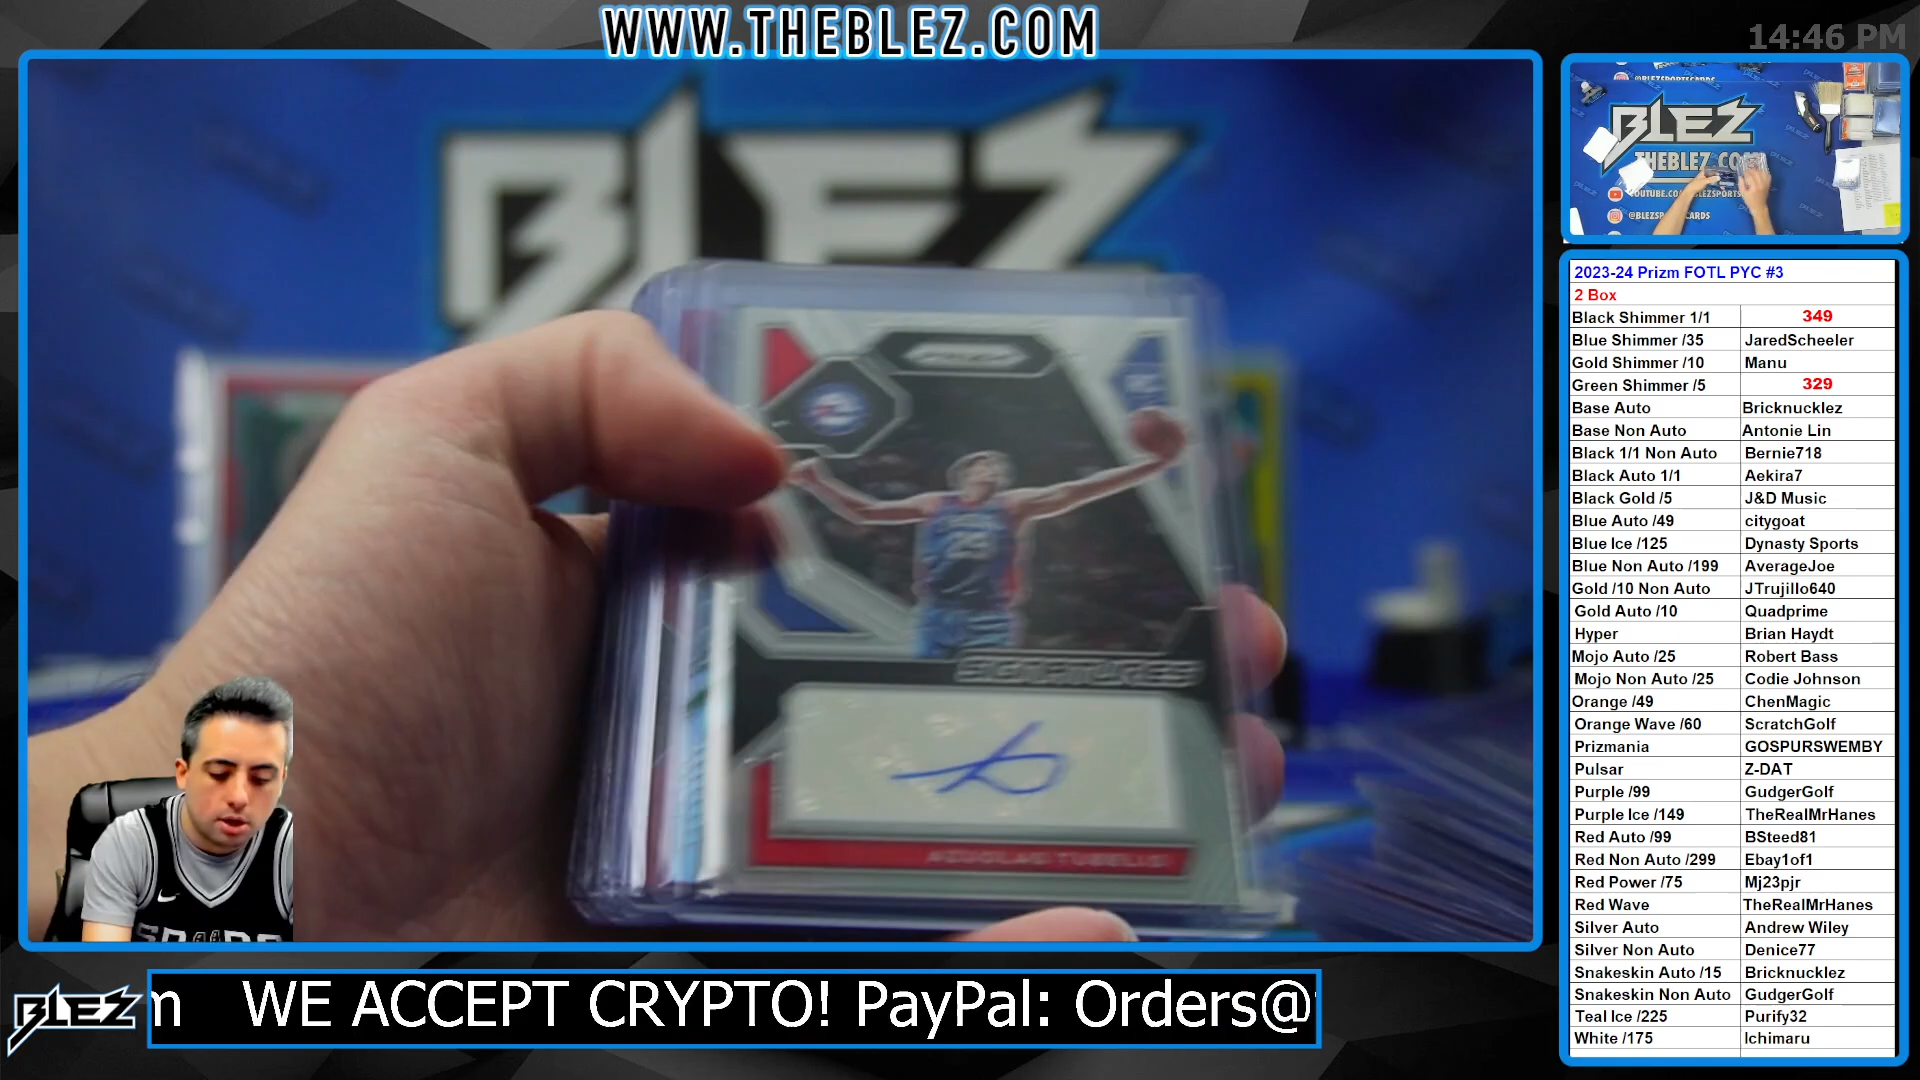 WWW.THEBLEZ.COM
14:46 PM
BLEZ
@BLEZSPORTSCARDS
BLEZ
THEBLEZ.CO
@BLEZSP
CARDS
25
SIGNATURES
TUBELIS
2023-24 Prizm FOTL PYC #3
2 Box
Black Shimmer 1/1 349
Blue Shimmer /35 JaredScheeler
Gold Shimmer /10 Manu
Green Shimmer /5 329
Base Auto Bricknucklez
Base Non Auto Antonie Lin
Black 1/1 Non Auto Bernie718
Black Auto 1/1 Aekira7
Black Gold /5 J&D Music
Blue Auto /49 citygoat
Blue Ice /125 Dynasty Sports
Blue Non Auto /199 AverageJoe
Gold /10 Non Auto JTrujillo640
Gold Auto /10 Quadprime
Hyper Brian Haydt
Mojo Auto /25 Robert Bass
Mojo Non Auto /25 Codie Johnson
Orange /49 ChenMagic
Orange Wave /60 ScratchGolf
Prizmania GOSPURSWEMBY
Pulsar Z-DAT
Purple /99 GudgerGolf
Purple Ice /149 TheRealMrHanes
Red Auto /99 BSteed81
Red Non Auto /299 Ebay1of1
Red Power /75 Mj23pjr
Red Wave TheRealMrHanes
Silver Auto Andrew Wiley
Silver Non Auto Denice77
Snakeskin Auto /15 Bricknucklez
Snakeskin Non Auto GudgerGolf
Teal Ice /225 Purify32
White /175 Ichimaru
BLEZ
m WE ACCEPT CRYPTO! PayPal: Orders@